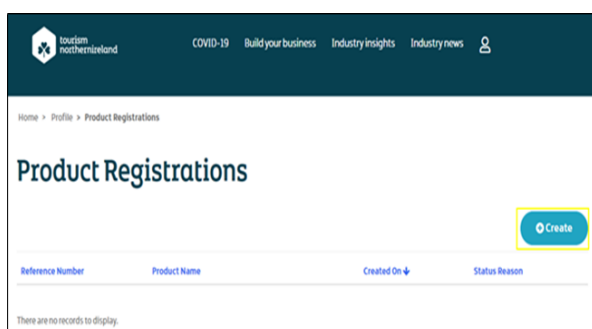 tourism
northernireland
COVID-19 Build your business Industry insights Industry news
Home > Profile > Product Registrations
Product Registrations
Create
Reference Number Product Name Created On Status Reason
There are no records to display.